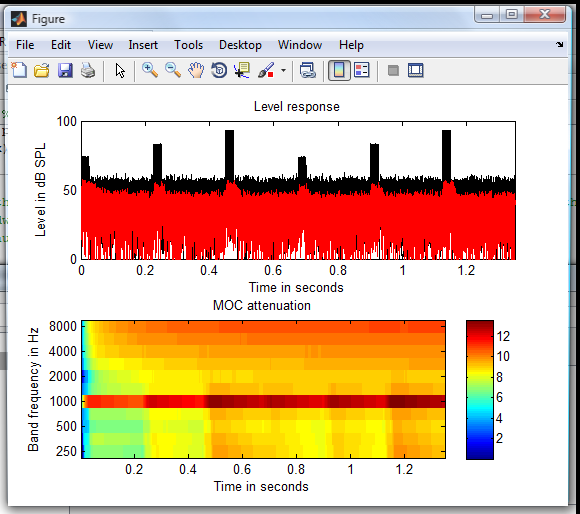 Figure
File Edit View Insert Tools Desktop Window Help
Level response
Level in dB SPL
100
50
0
0 0.2 0.4 0.6 0.8 1 1.2
Time in seconds
MOC attenuation
Band frequency in Hz
8000
4000
2000
1000
500
250
0.2 0.4 0.6 0.8 1 1.2
Time in seconds
12
10
8
6
4
2